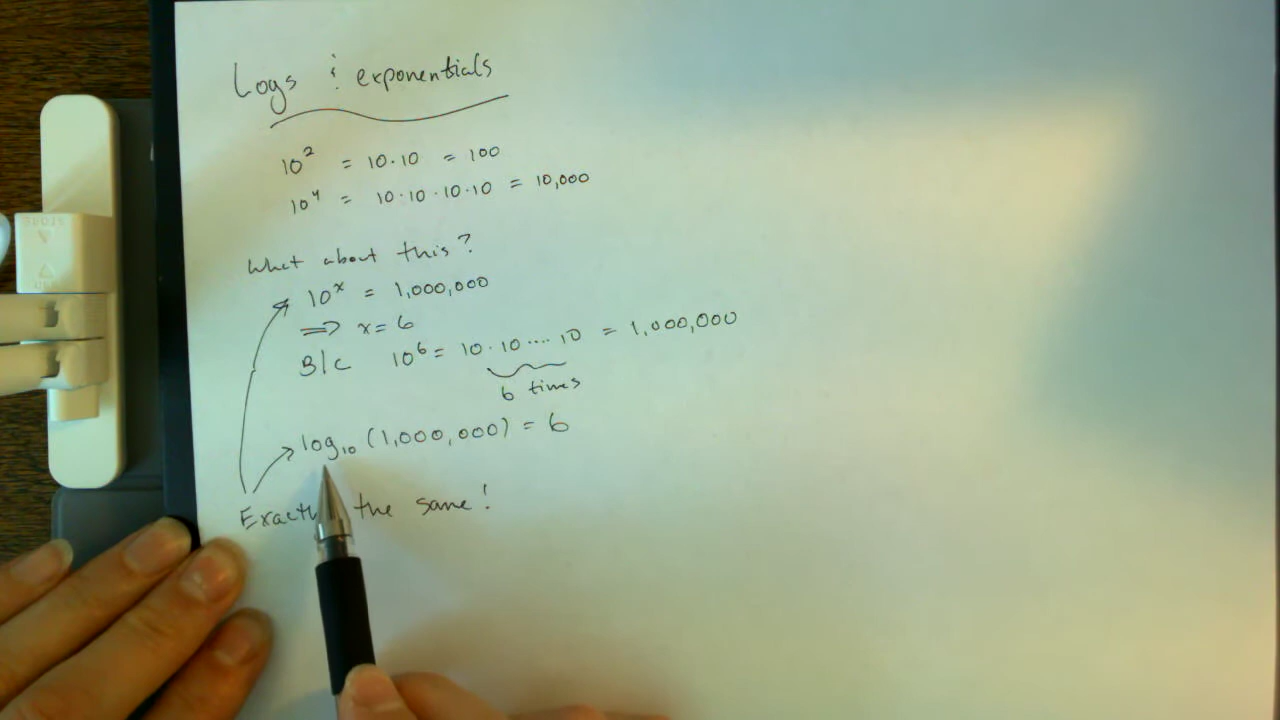 Logs & exponentials
10² = 10·10 = 100
10⁴ = 10·10·10·10 = 10,000
What about this?
10ˣ = 1,000,000
⟹ x=6
B/c 10⁶ = 10·10....10 = 1,000,000
6 times
log₁₀(1,000,000) = 6
the same!